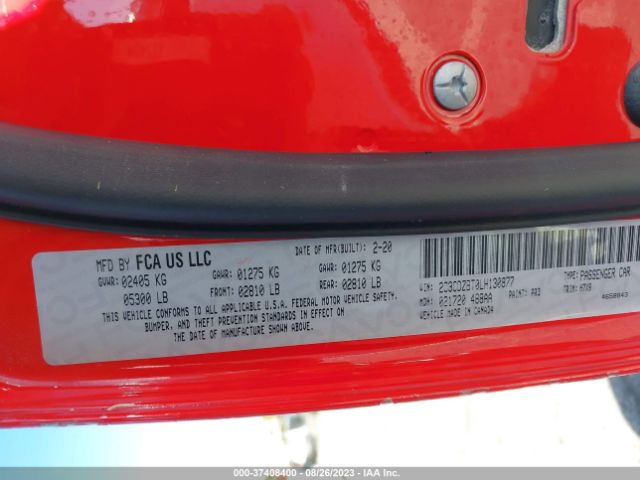 MFD BY FCA US LLC
DATE OF MFR(BUILT): 2-20
GVWR: 02405 KG GAWR: 01275 KG GAWR: 01275 KG
05300 LB FRONT: 02810 LB REAR: 02810 LB
THIS VEHICLE CONFORMS TO ALL APPLICABLE U.S.A. FEDERAL MOTOR VEHICLE SAFETY,
BUMPER, AND THEFT PREVENTION STANDARDS IN EFFECT ON
THE DATE OF MANUFACTURE SHOWN ABOVE.
VIN: 2C3CDZBT0LH130877 TYPE: PASSENGER CAR
MDH: 021720 PAINT: PR3 TRIM:
VEHICLE MADE IN CANADA 4650843
000-37408400 - 08/26/2023 - IAA Inc.